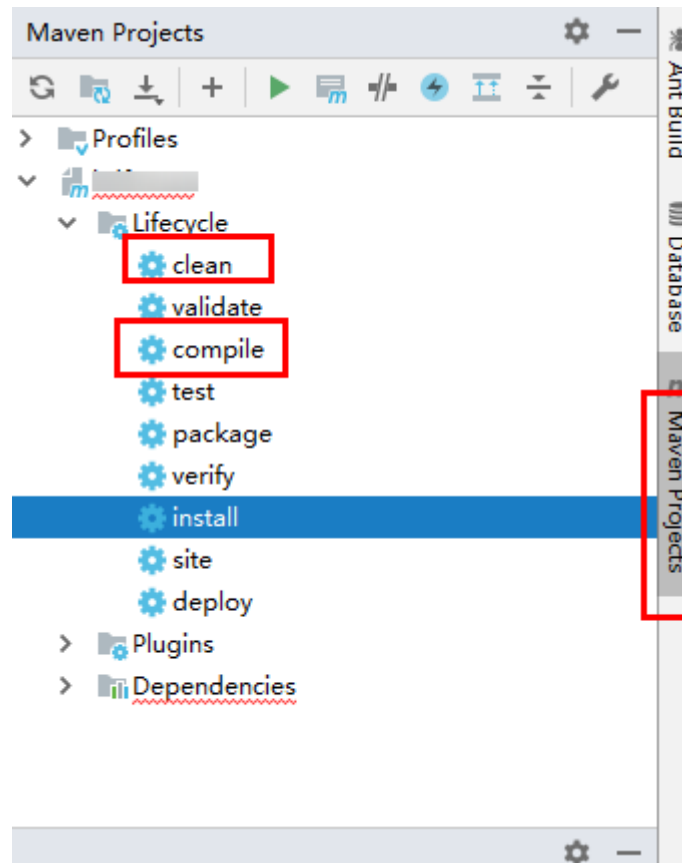 Maven Projects
Profiles
Lifecycle
clean
validate
compile
test
package
verify
install
site
deploy
Plugins
Dependencies
Ant Build
Database
Maven Projects